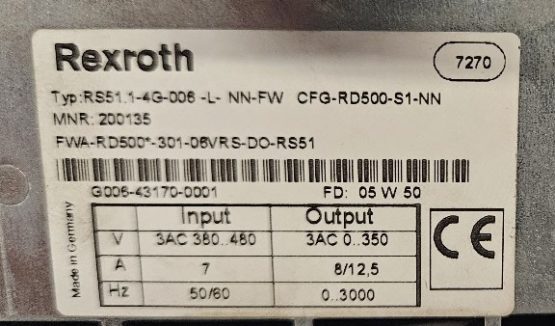 Rexroth
7270
Typ:RS51.1-4G-006 -L- NN-FW CFG-RD500-S1-NN
MNR: 200135
FWA-RD500*-301-06VRS-DO-RS51
G006-43170-0001 FD: 05 W 50
Made in Germany
Input Output
V 3AC 380..480 3AC 0..350
A 7 8/12,5
Hz 50/60 0..3000
CE